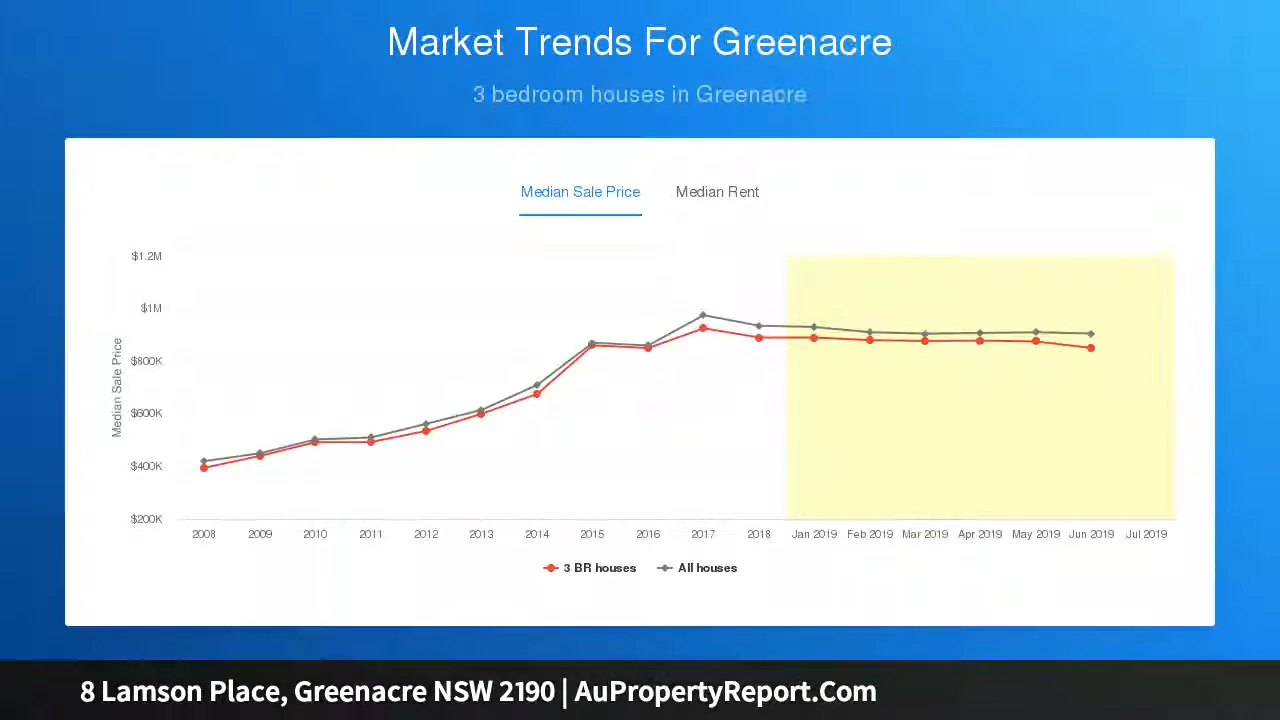 Market Trends For Greenacre
3 bedroom houses in Greenacre
Median Sale Price Median Rent
Median Sale Price
$1.2M
$1M
$800K
$600K
$400K
$200K
2008 2009 2010 2011 2012 2013 2014 2015 2016 2017 2018 Jan 2019 Feb 2019 Mar 2019 Apr 2019 May 2019 Jun 2019 Jul 2019
3 BR houses All houses
8 Lamson Place, Greenacre NSW 2190 | AuPropertyReport.Com